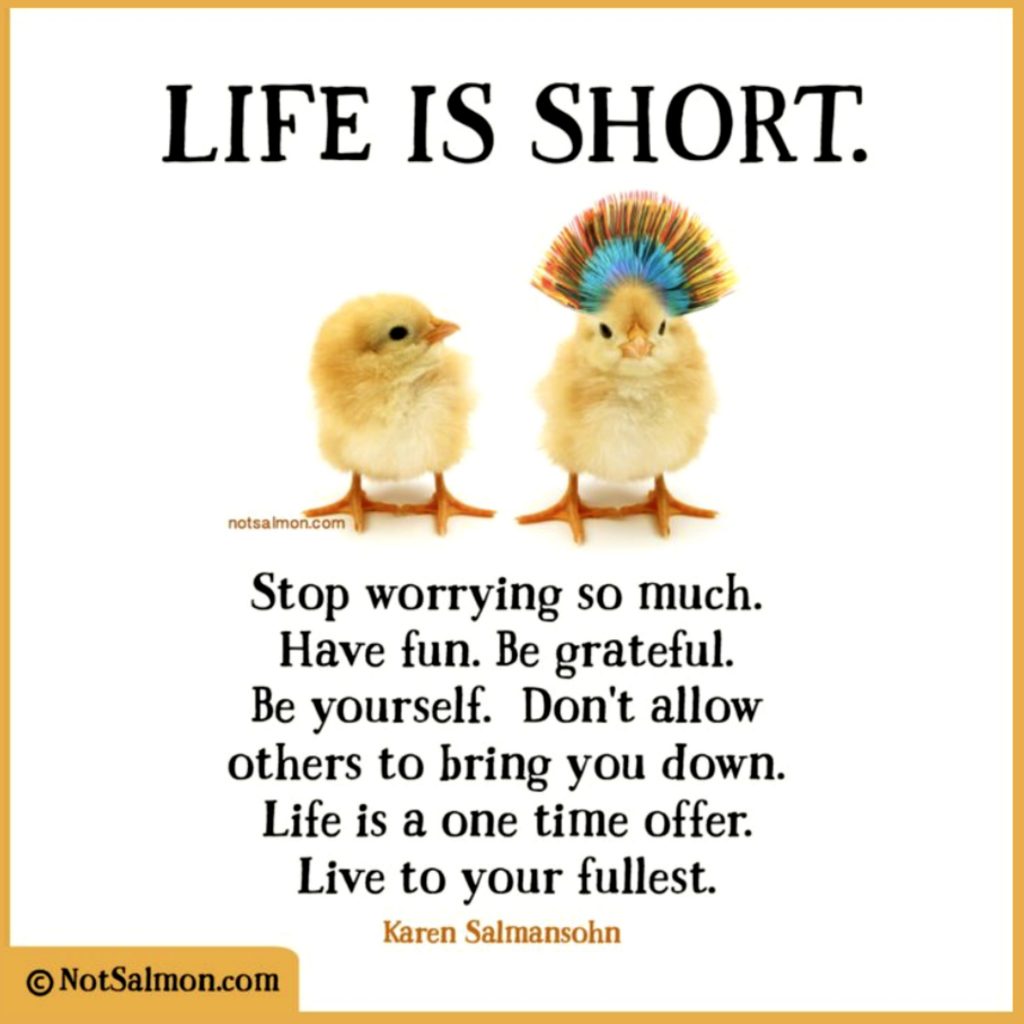 LIFE IS SHORT.
notsalmon.com
Stop worrying so much.
Have fun. Be grateful.
Be yourself. Don't allow
others to bring you down.
Life is a one time offer.
Live to your fullest.
Karen Salmansohn
© NotSalmon.com